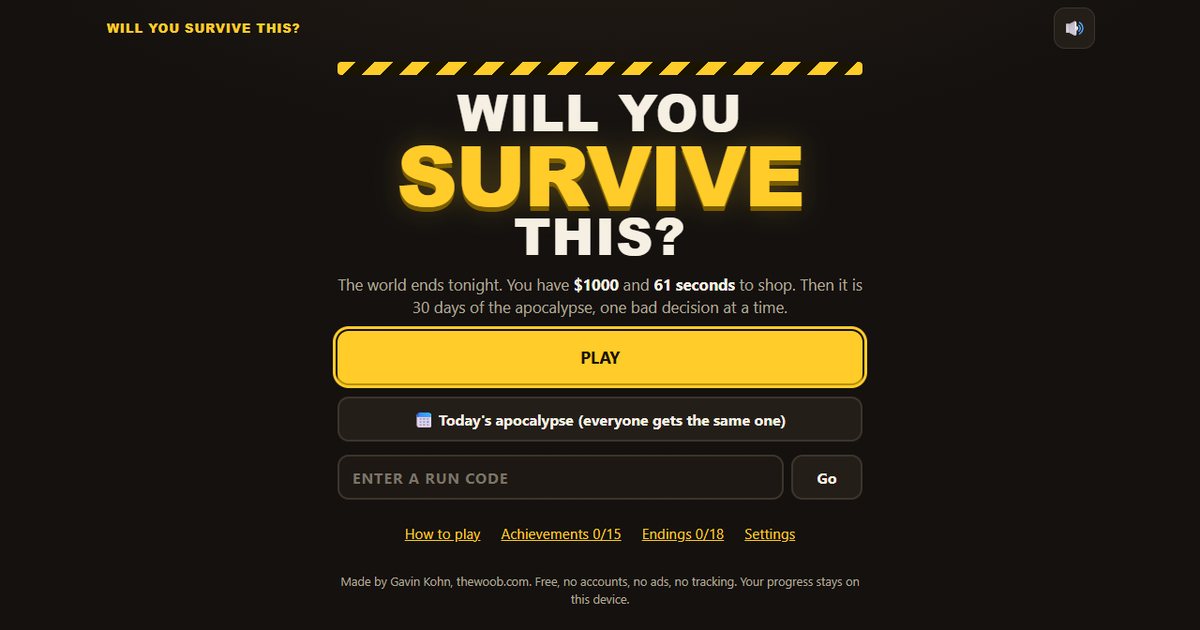 WILL YOU SURVIVE THIS?
WILL YOU
SURVIVE
THIS?
The world ends tonight. You have $1000 and 61 seconds to shop. Then it is
30 days of the apocalypse, one bad decision at a time.
PLAY
Today's apocalypse (everyone gets the same one)
ENTER A RUN CODE
Go
How to play Achievements 0/15 Endings 0/18 Settings
Made by Gavin Kohn, thewoob.com. Free, no accounts, no ads, no tracking. Your progress stays on
this device.